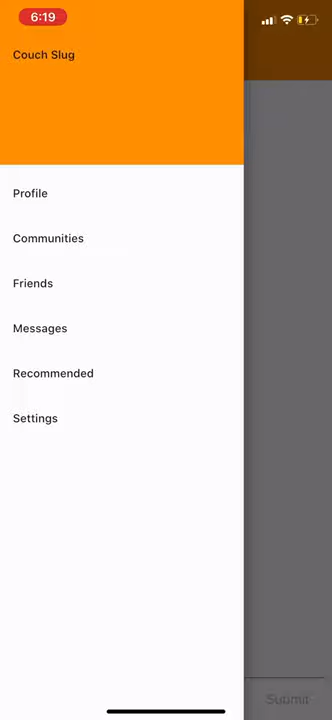 6:19
Couch Slug
Profile
Communities
Friends
Messages
Recommended
Settings
Submit